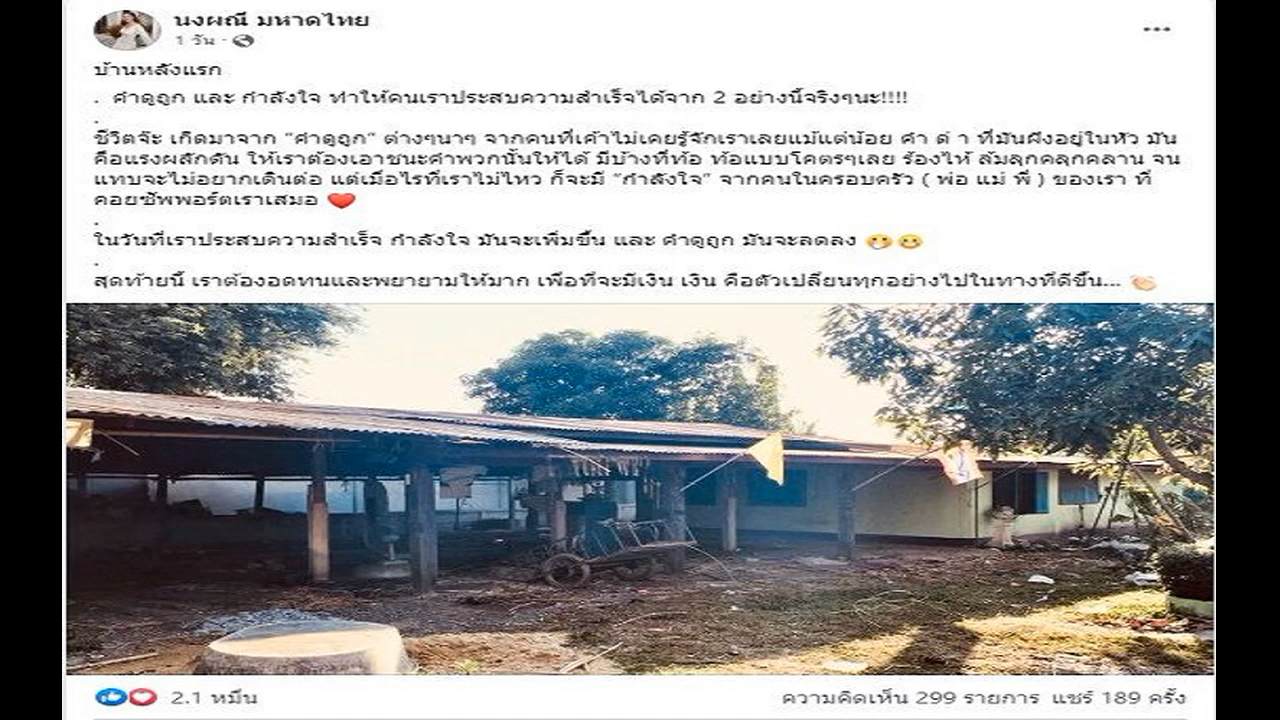 นงผณี มหาดไทย
1 วัน ·
บ้านหลังแรก
. คำดูถูก และ กำลังใจ ทำให้คนเราประสบความสำเร็จได้จาก 2 อย่างนี้จริงๆนะ!!!!
.
ชีวิตจ๊ะ เกิดมาจาก “คำดูถูก” ต่างๆนาๆ จากคนที่เค้าไม่เคยรู้จักเราเลยแม้แต่น้อย คำ ด่ า ที่มันฝังอยู่ในหัว มัน
คือแรงผลักดัน ให้เราต้องเอาชนะคำพวกนั้นให้ได้ มีบ้างที่ท้อ ท้อแบบโคตรๆเลย ร้องไห้ ล้มลุกคลุกคลาน จน
แทบจะไม่อยากเดินต่อ แต่เมื่อไรที่เราไม่ไหว ก็จะมี “กำลังใจ” จากคนในครอบครัว ( พ่อ แม่ พี่ ) ของเรา ที่
คอยซัพพอร์ตเราเสมอ ❤️
.
ในวันที่เราประสบความสำเร็จ กำลังใจ มันจะเพิ่มขึ้น และ คำดูถูก มันจะลดลง
.
สุดท้ายนี้ เราต้องอดทนและพยายามให้มาก เพื่อที่จะมีเงิน เงิน คือตัวเปลี่ยนทุกอย่างไปในทางที่ดีขึ้น... 👏🏻
2.1 หมื่น
ความคิดเห็น 299 รายการ แชร์ 189 ครั้ง